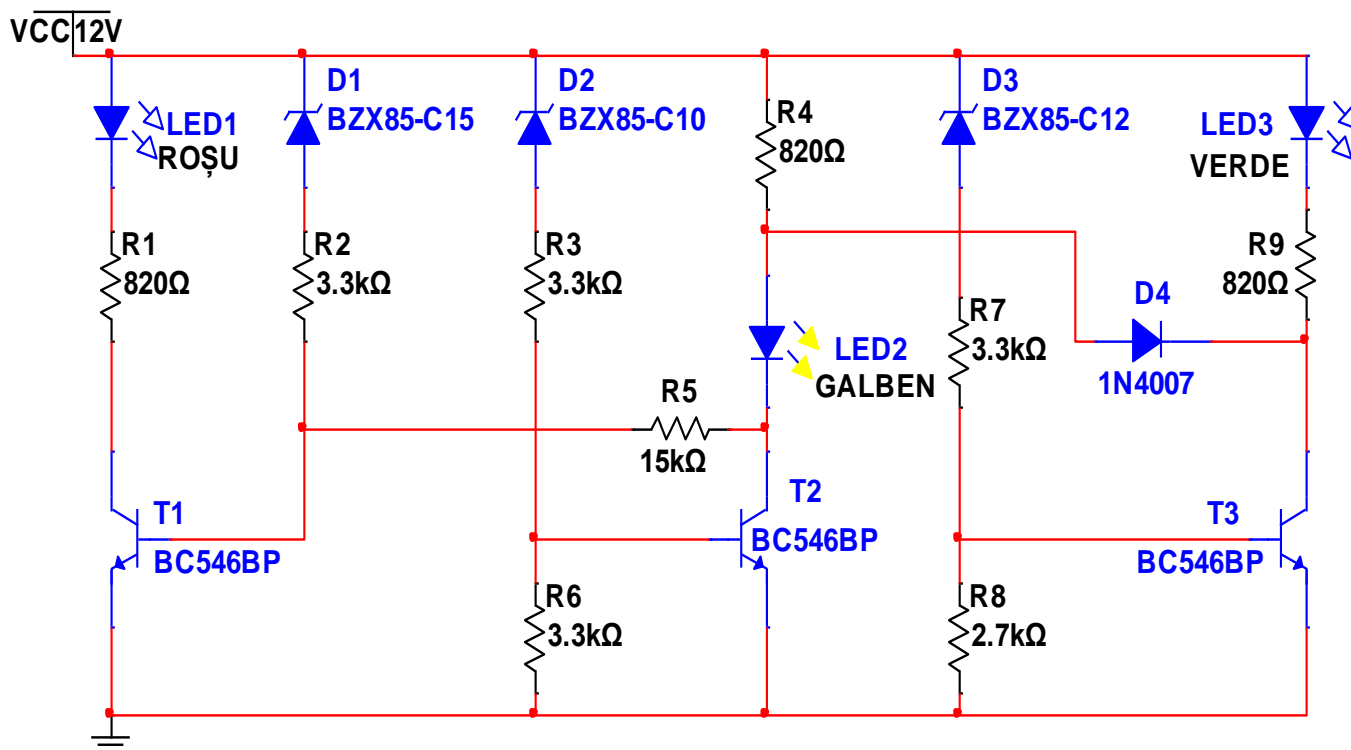 VCC 12V
LED1
ROȘU
D1
BZX85-C15
D2
BZX85-C10
R4
820Ω
D3
BZX85-C12
LED3
VERDE
R1
820Ω
R2
3.3kΩ
R3
3.3kΩ
R9
820Ω
D4
1N4007
R7
3.3kΩ
LED2
GALBEN
R5
15kΩ
T1
BC546BP
T2
BC546BP
T3
BC546BP
R6
3.3kΩ
R8
2.7kΩ